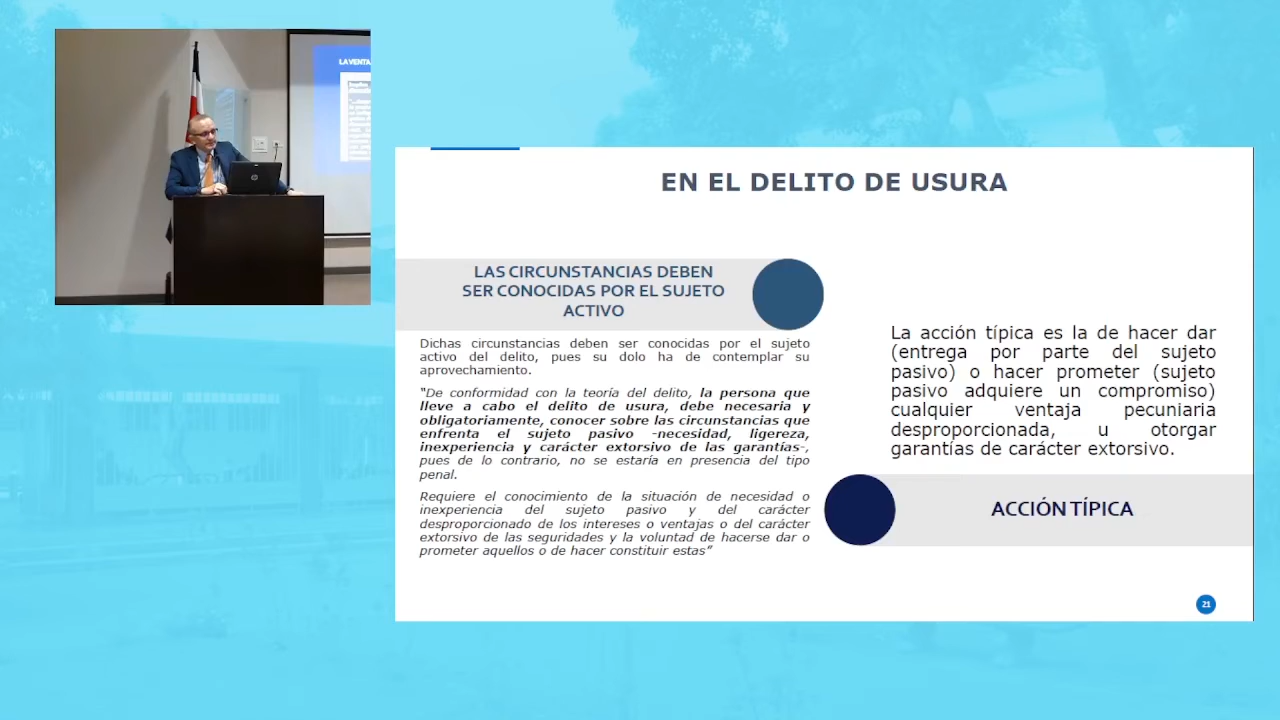 LA VENTA
EN EL DELITO DE USURA
LAS CIRCUNSTANCIAS DEBEN
SER CONOCIDAS POR EL SUJETO
ACTIVO
Dichas circunstancias deben ser conocidas por el sujeto
activo del delito, pues su dolo ha de contemplar su
aprovechamiento.
"De conformidad con la teoría del delito, la persona que
lleve a cabo el delito de usura, debe necesaria y
obligatoriamente, conocer sobre las circunstancias que
enfrenta el sujeto pasivo -necesidad, ligereza,
inexperiencia y carácter extorsivo de las garantías-,
pues de lo contrario, no se estaría en presencia del tipo
penal.
Requiere el conocimiento de la situación de necesidad o
inexperiencia del sujeto pasivo y del carácter
desproporcionado de los intereses o ventajas o del carácter
extorsivo de las seguridades y la voluntad de hacerse dar o
prometer aquellos o de hacer constituir estas"
La acción típica es la de hacer dar
(entrega por parte del sujeto
pasivo) o hacer prometer (sujeto
pasivo adquiere un compromiso)
cualquier ventaja pecuniaria
desproporcionada, u otorgar
garantías de carácter extorsivo.
ACCIÓN TÍPICA
21